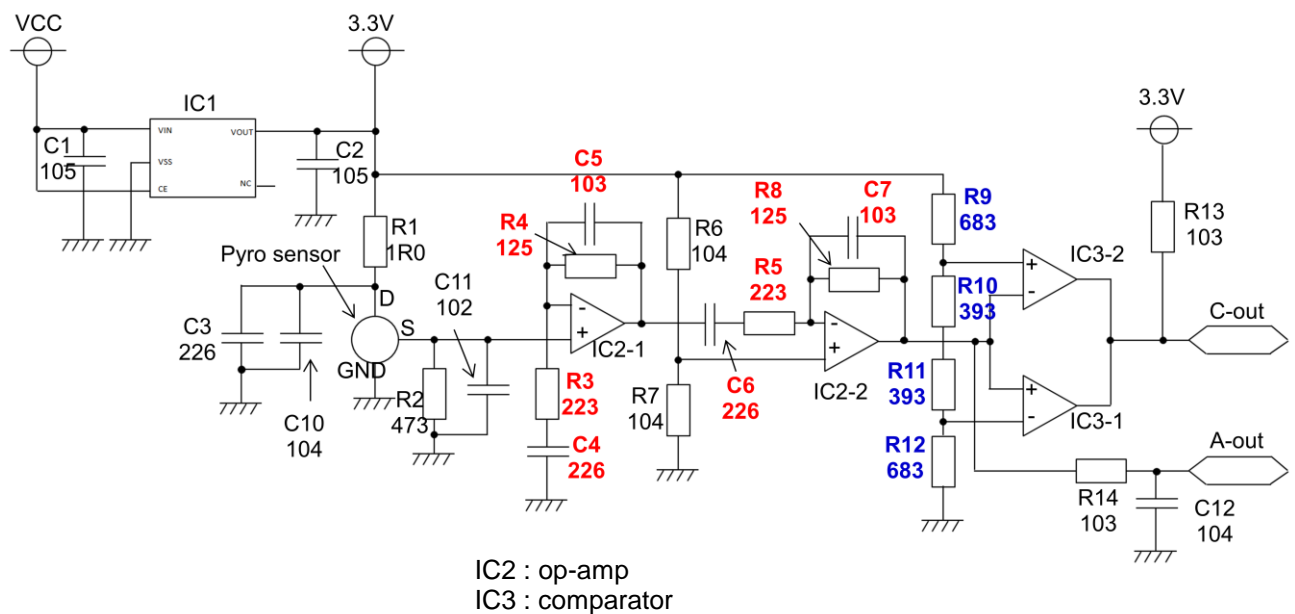 VCC
3.3V
IC1
VIN
VOUT
VSS
CE
NC
C1
105
C2
105
3.3V
C5
103
C7
103
R4
125
R8
125
R9
683
R13
103
R1
1R0
R6
104
Pyro sensor
C11
102
R5
223
IC3-2
D
S
GND
-
+
IC2-1
-
+
IC2-2
+
-
R10
393
C-out
C3
226
C10
104
R2
473
R3
223
C4
226
R7
104
C6
226
R11
393
+
-
IC3-1
R12
683
A-out
R14
103
C12
104
IC2 : op-amp
IC3 : comparator